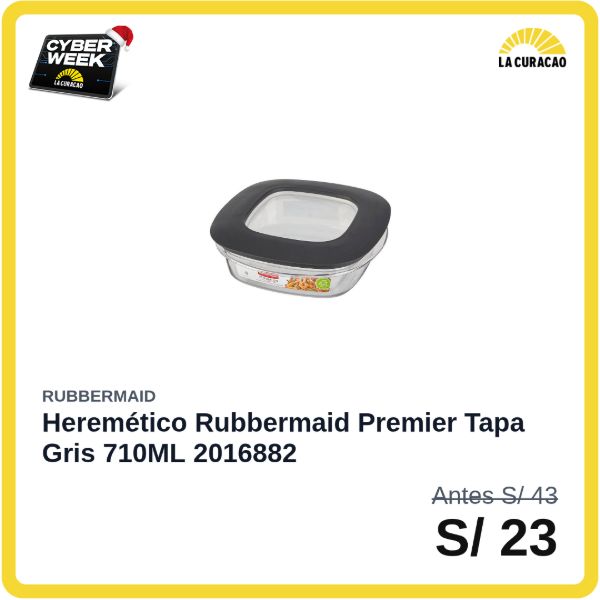 CYBER
WEEK
LA CURACAO
LA CURACAO
RUBBERMAID
Heremético Rubbermaid Premier Tapa
Gris 710ML 2016882
Antes S/ 43
S/ 23